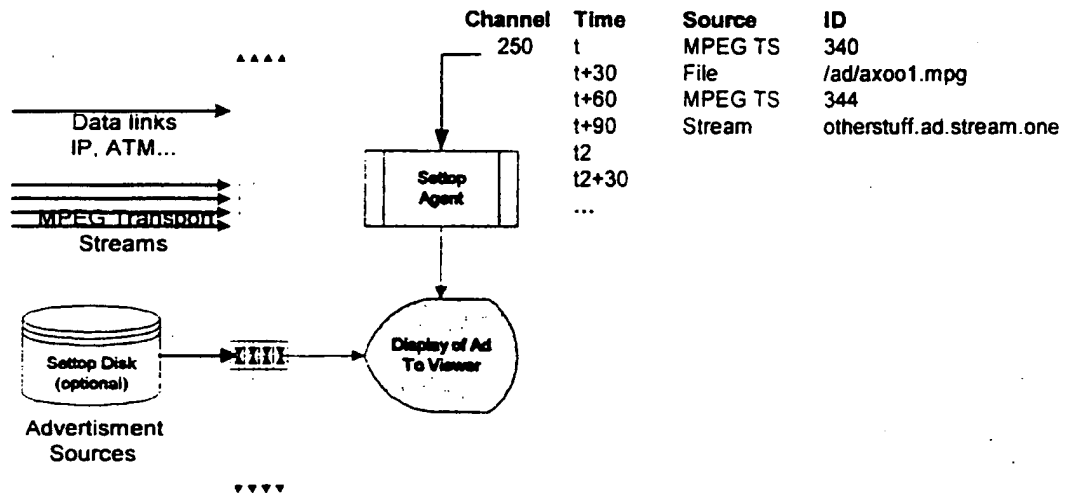 Channel Time Source ID
250 t MPEG TS 340
t+30 File /ad/axoo1.mpg
t+60 MPEG TS 344
t+90 Stream otherstuff.ad.stream.one
t2
t2+30
...
Data links
IP, ATM...
MPEG Transport
Streams
Settop
Agent
Settop Disk
(optional)
Display of Ad
To Viewer
Advertisment
Sources